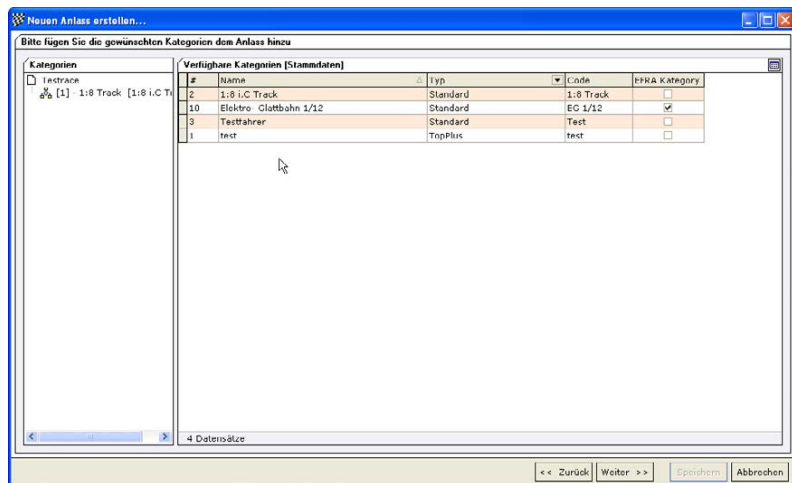 Neuen Anlass erstellen...
Bitte fügen Sie die gewünschten Kategorien dem Anlass hinzu
Kategorien
Testrace
[1] - 1:8 Track [1:8 i.C Tr
Verfügbare Kategorien [Stammdaten]
# Name Typ Code EFRA Kategory
2 1:8 i.C Track Standard 1:8 Track
10 Elektro- Glattbahn 1/12 Standard EG 1/12
3 Testfahrer Standard Test
1 test TopPlus test
4 Datensätze
<< Zurück Weiter >> Speichern Abbrechen